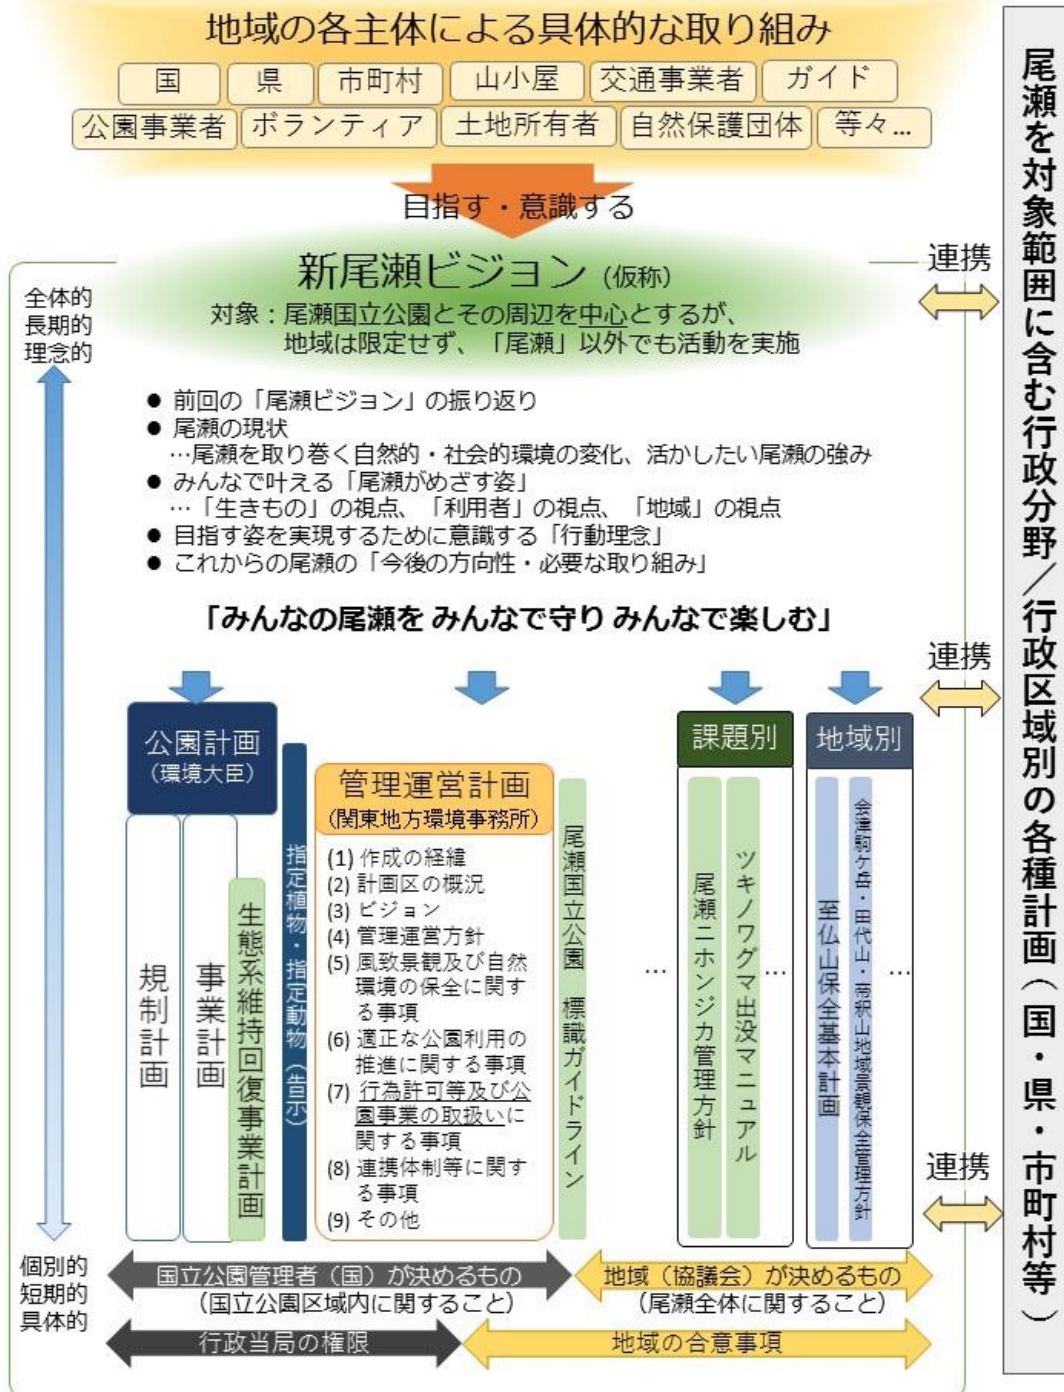 地域の各主体による具体的な取り組み
国
県
市町村
山小屋
交通事業者
ガイド
公園事業者
ボランティア
土地所有者
自然保護団体
等々...
目指す・意識する
新尾瀬ビジョン (仮称)
対象：尾瀬国立公園とその周辺を中心とするが、
地域は限定せず、「尾瀬」以外でも活動を実施
全体的
長期的
理念的
連携
● 前回の「尾瀬ビジョン」の振り返り
● 尾瀬の現状
…尾瀬を取り巻く自然的・社会的環境の変化、活かしたい尾瀬の強み
● みんなで叶える「尾瀬がめざす姿」
…「生きもの」の視点、「利用者」の視点、「地域」の視点
● 目指す姿を実現するために意識する「行動理念」
● これからの尾瀬の「今後の方向性・必要な取り組み」
「みんなの尾瀬を みんなで守り みんなで楽しむ」
連携
公園計画
(環境大臣)
規制計画
事業計画
生態系維持回復事業計画
指定植物・指定動物（告示）
管理運営計画
(関東地方環境事務所)
(1) 作成の経緯
(2) 計画区の概況
(3) ビジョン
(4) 管理運営方針
(5) 風致景観及び自然
環境の保全に関す
る事項
(6) 適正な公園利用の
推進に関する事項
(7) 行為許可等及び公
園事業の取扱いに
関する事項
(8) 連携体制等に関す
る事項
(9) その他
尾瀬国立公園　標識ガイドライン
課題別
…
尾瀬ニホンジカ管理方針
ツキノワグマ出没マニュアル
…
地域別
至仏山保全基本計画
会津駒ケ岳・田代山・帝釈山地域景観保全管理方針
…
連携
個別的
短期的
具体的
国立公園管理者（国）が決めるもの
（国立公園区域内に関すること）
地域（協議会）が決めるもの
（尾瀬全体に関すること）
行政当局の権限
地域の合意事項
尾瀬を対象範囲に含む行政分野／行政区域別の各種計画（国・県・市町村等）